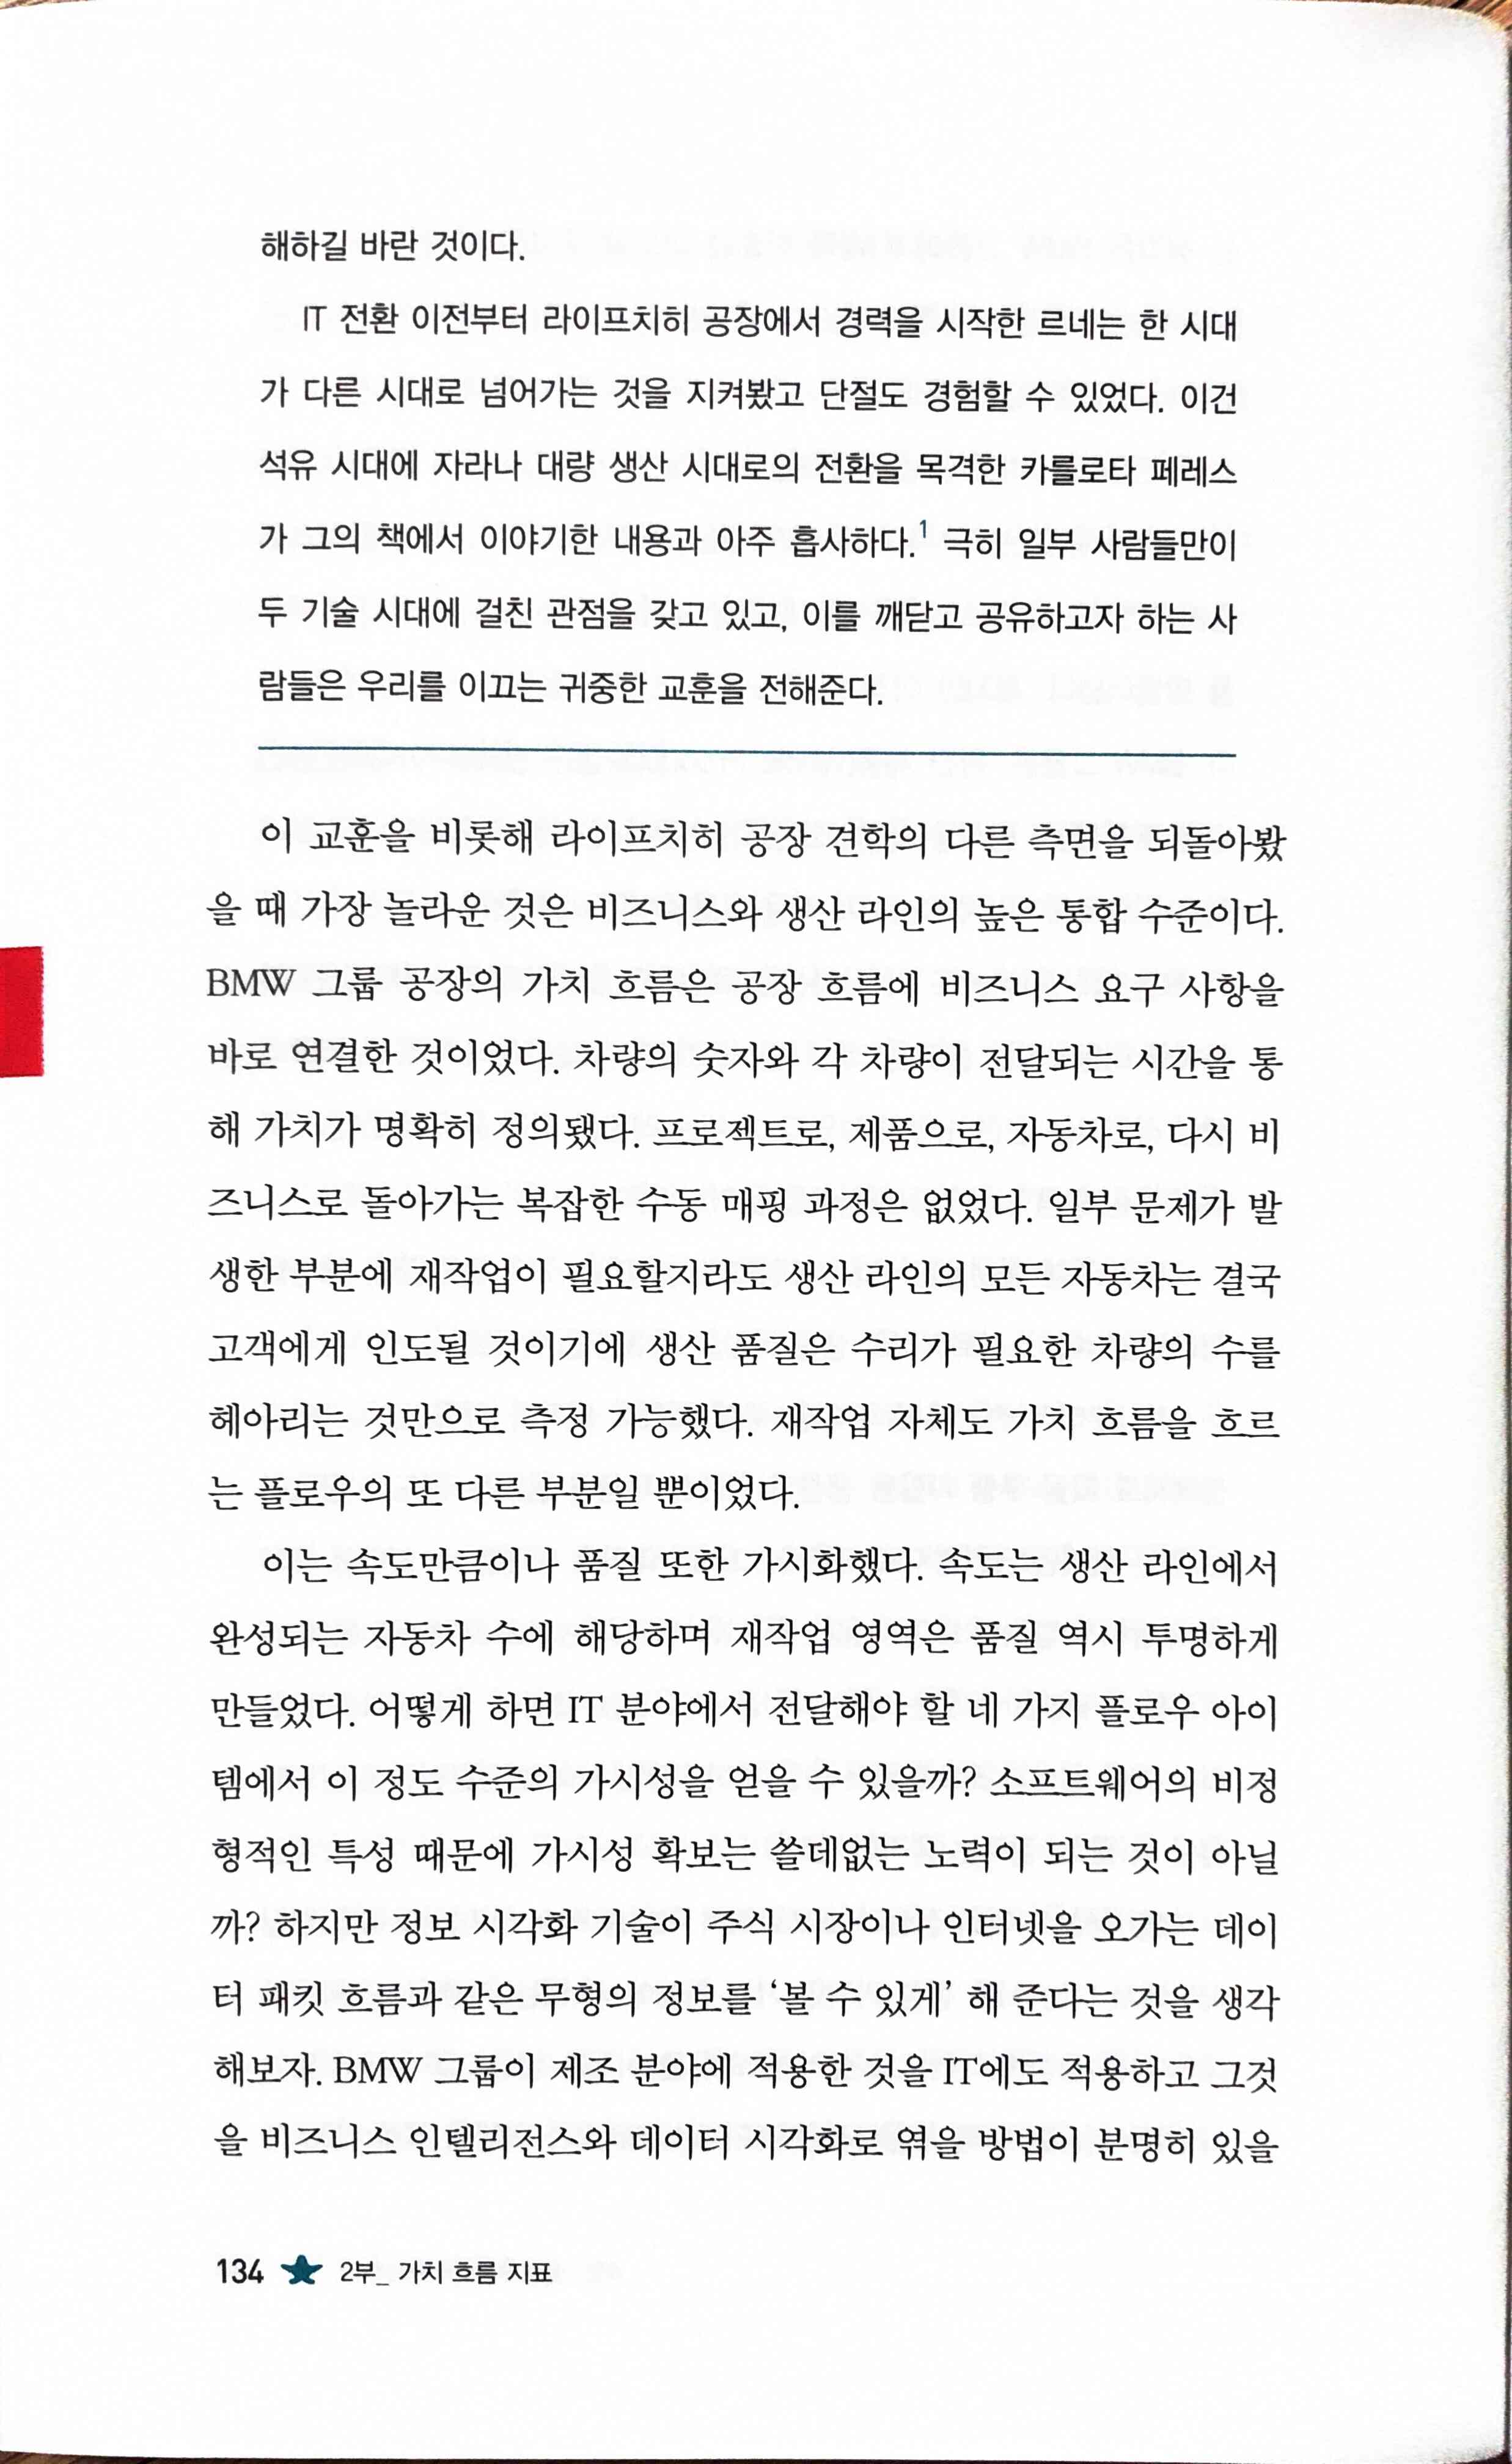 해하길 바란 것이다.
IT 전환 이전부터 라이프치히 공장에서 경력을 시작한 르네는 한 시대
가 다른 시대로 넘어가는 것을 지켜봤고 단절도 경험할 수 있었다. 이건
석유 시대에 자라나 대량 생산 시대로의 전환을 목격한 카를로타 페레스
가 그의 책에서 이야기한 내용과 아주 흡사하다.¹ 극히 일부 사람들만이
두 기술 시대에 걸친 관점을 갖고 있고, 이를 깨닫고 공유하고자 하는 사
람들은 우리를 이끄는 귀중한 교훈을 전해준다.
이 교훈을 비롯해 라이프치히 공장 견학의 다른 측면을 되돌아봤
을 때 가장 놀라운 것은 비즈니스와 생산 라인의 높은 통합 수준이다.
BMW 그룹 공장의 가치 흐름은 공장 흐름에 비즈니스 요구 사항을
바로 연결한 것이었다. 차량의 숫자와 각 차량이 전달되는 시간을 통
해 가치가 명확히 정의됐다. 프로젝트로, 제품으로, 자동차로, 다시 비
즈니스로 돌아가는 복잡한 수동 매핑 과정은 없었다. 일부 문제가 발
생한 부분에 재작업이 필요할지라도 생산 라인의 모든 자동차는 결국
고객에게 인도될 것이기에 생산 품질은 수리가 필요한 차량의 수를
헤아리는 것만으로 측정 가능했다. 재작업 자체도 가치 흐름을 흐르
는 플로우의 또 다른 부분일 뿐이었다.
이는 속도만큼이나 품질 또한 가시화했다. 속도는 생산 라인에서
완성되는 자동차 수에 해당하며 재작업 영역은 품질 역시 투명하게
만들었다. 어떻게 하면 IT 분야에서 전달해야 할 네 가지 플로우 아이
템에서 이 정도 수준의 가시성을 얻을 수 있을까? 소프트웨어의 비정
형적인 특성 때문에 가시성 확보는 쓸데없는 노력이 되는 것이 아닐
까? 하지만 정보 시각화 기술이 주식 시장이나 인터넷을 오가는 데이
터 패킷 흐름과 같은 무형의 정보를 ‘볼 수 있게’ 해 준다는 것을 생각
해보자. BMW 그룹이 제조 분야에 적용한 것을 IT에도 적용하고 그것
을 비즈니스 인텔리전스와 데이터 시각화로 엮을 방법이 분명히 있을
134 2부_ 가치 흐름 지표